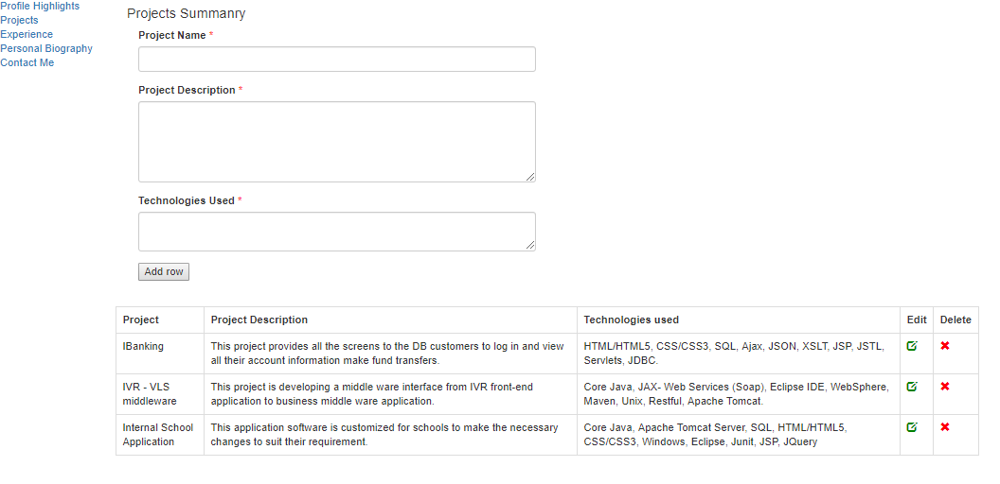 Profile Highlights
Projects
Experience
Personal Biography
Contact Me
Projects Summanry
Project Name *
Project Description *
Technologies Used *
Add row
Project Project Description Technologies used Edit Delete
IBanking This project provides all the screens to the DB customers to log in and view HTML/HTML5, CSS/CSS3, SQL, Ajax, JSON, XSLT, JSP, JSTL,
all their account information make fund transfers. Servlets, JDBC.
IVR - VLS This project is developing a middle ware interface from IVR front-end Core Java, JAX- Web Services (Soap), Eclipse IDE, WebSphere,
middleware application to business middle ware application. Maven, Unix, Restful, Apache Tomcat.
Internal School This application software is customized for schools to make the necessary Core Java, Apache Tomcat Server, SQL, HTML/HTML5,
Application changes to suit their requirement. CSS/CSS3, Windows, Eclipse, Junit, JSP, JQuery